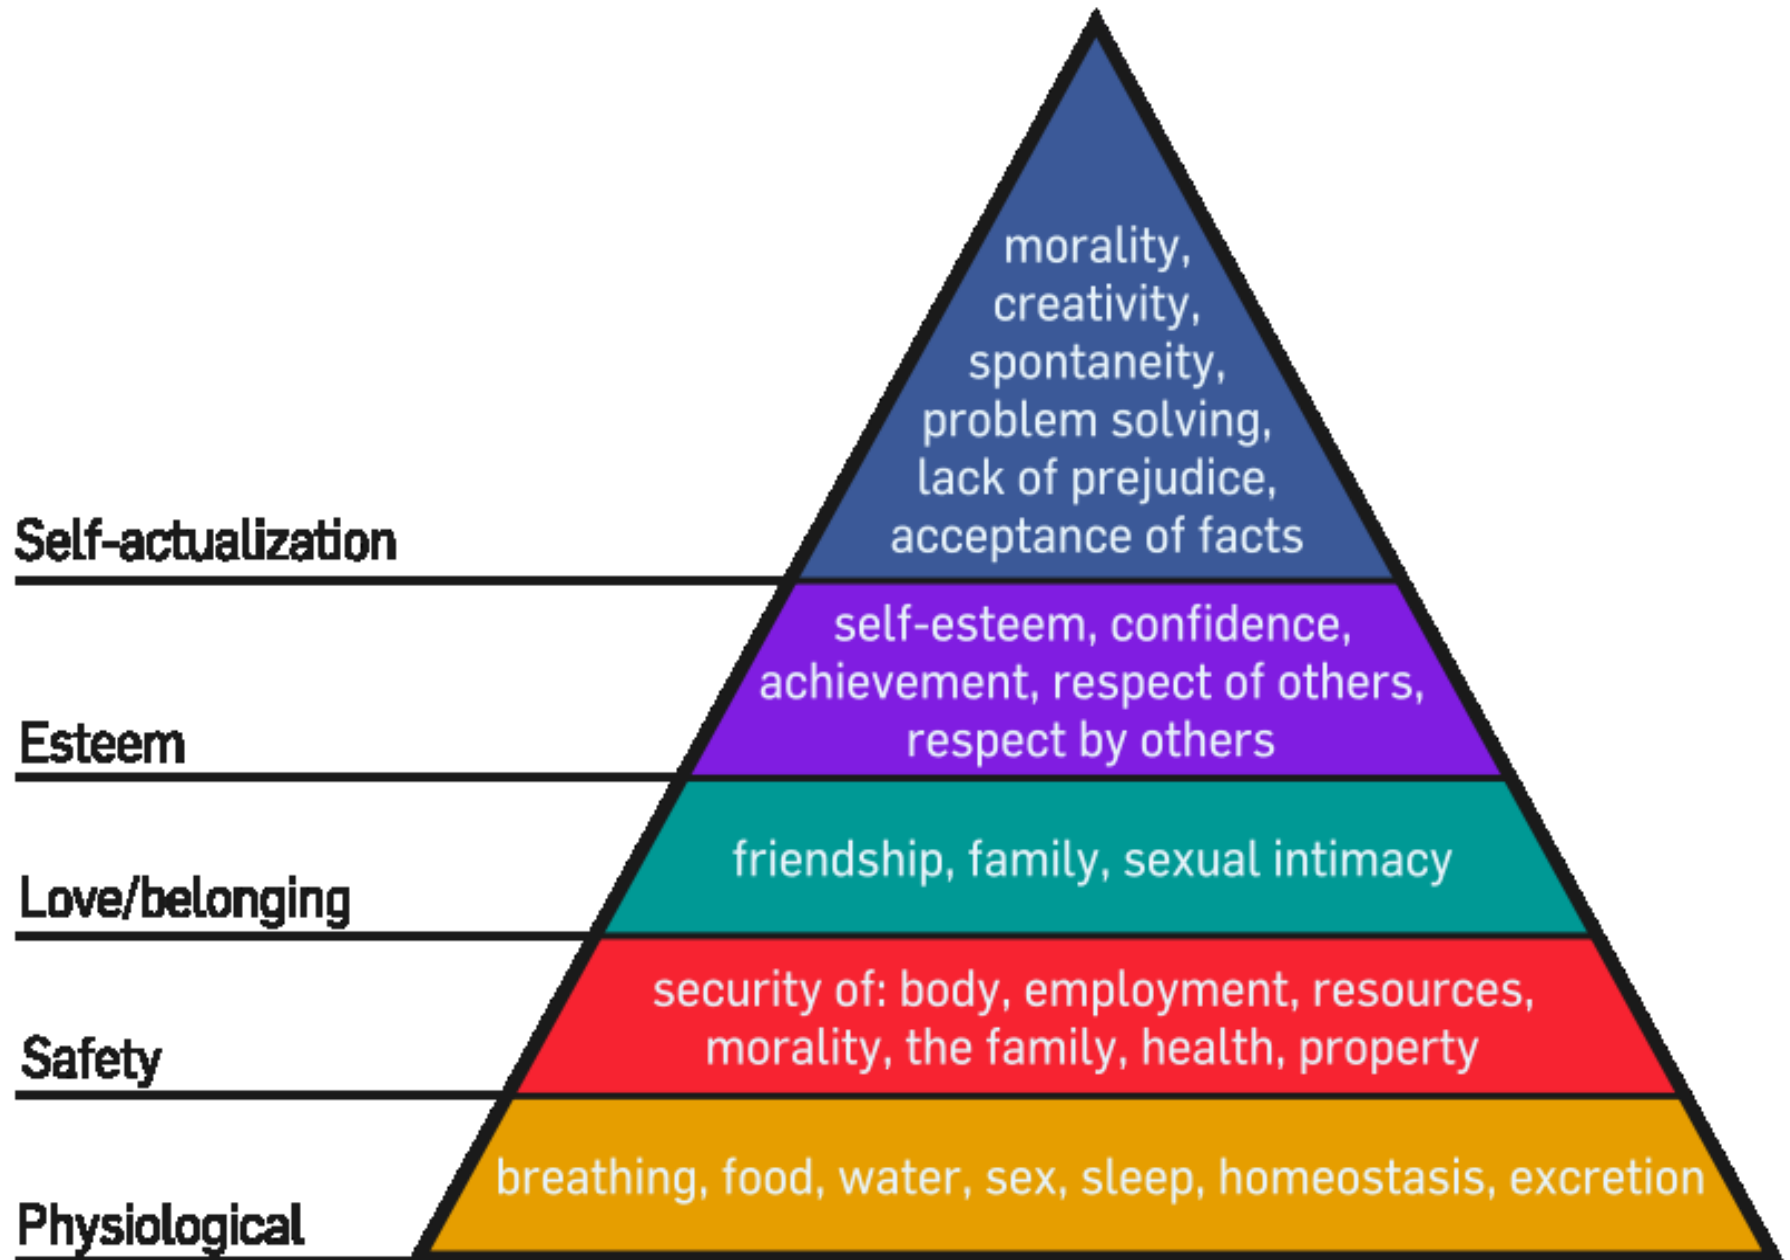 morality,
creativity,
spontaneity,
problem solving,
lack of prejudice,
acceptance of facts
Self-actualization
self-esteem, confidence,
achievement, respect of others,
respect by others
Esteem
friendship, family, sexual intimacy
Love/belonging
security of: body, employment, resources,
morality, the family, health, property
Safety
breathing, food, water, sex, sleep, homeostasis, excretion
Physiological